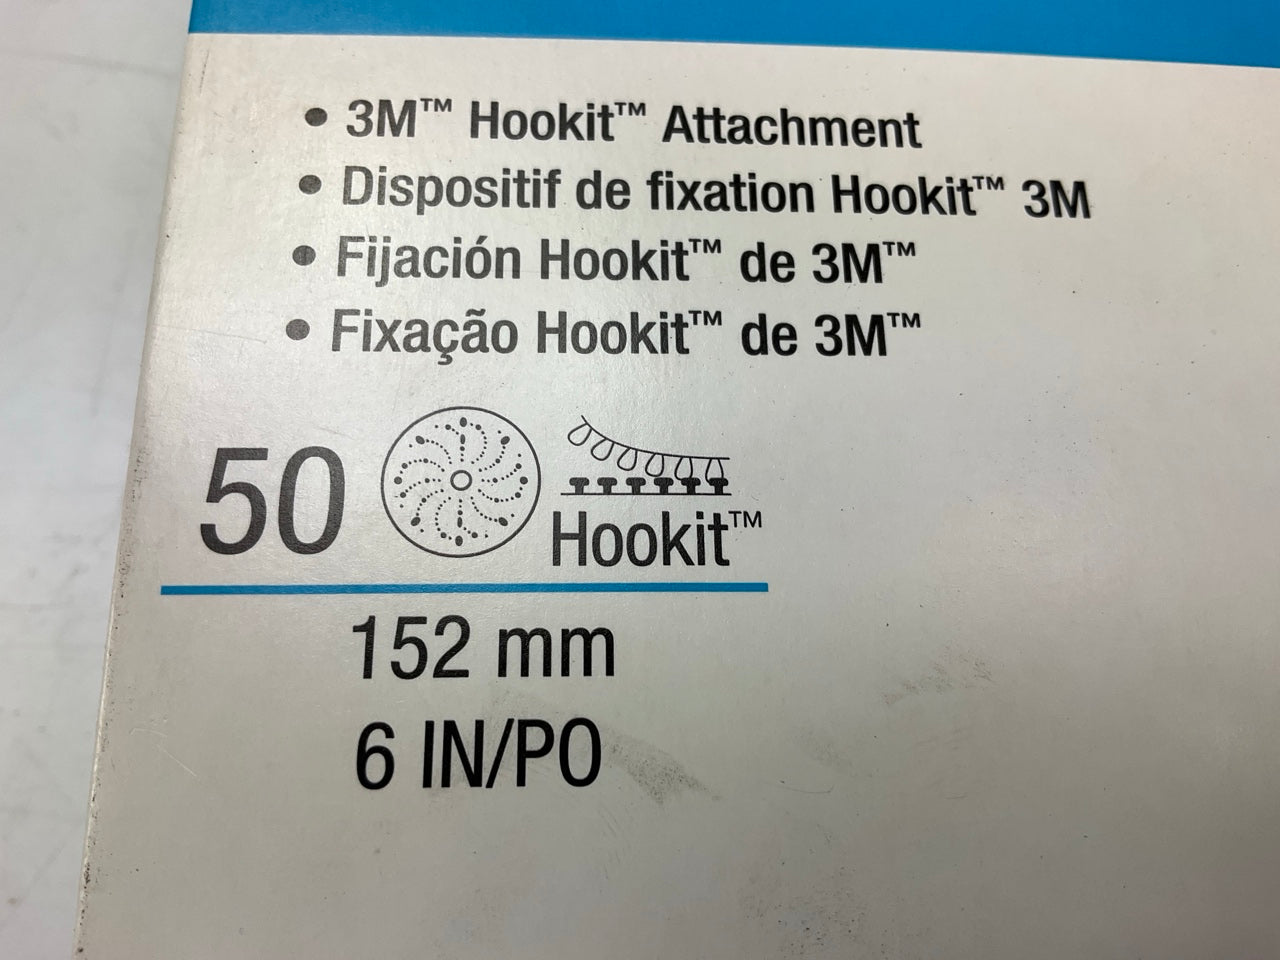 • 3M™ Hookit™ Attachment
• Dispositif de fixation Hookit™ 3M
• Fijación Hookit™ de 3M™
• Fixação Hookit™ de 3M™
50
Hookit™
152 mm
6 IN/PO